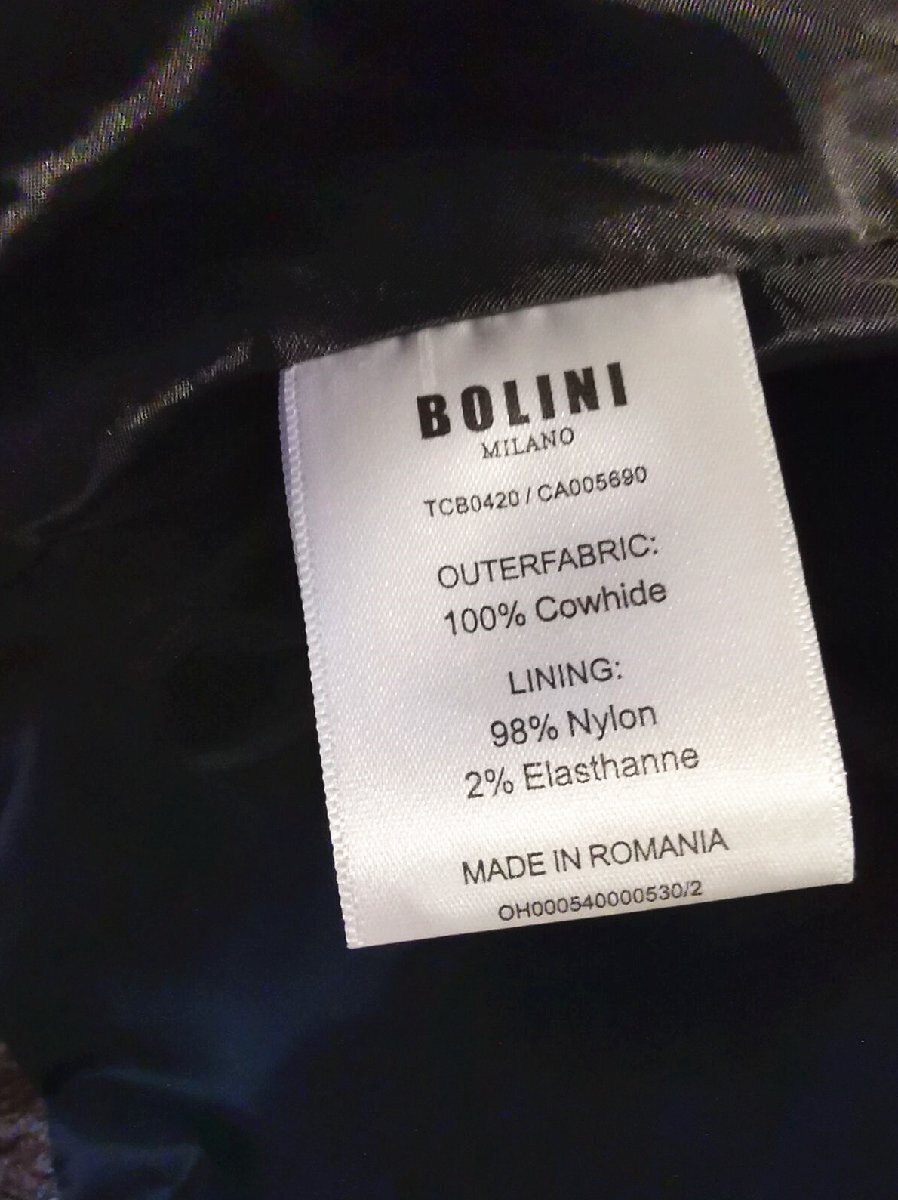 BOLINI
MILANO
TCB0420 / CA005690
OUTERFABRIC:
100% Cowhide
LINING:
98% Nylon
2% Elasthanne
MADE IN ROMANIA
OH000540000530/2